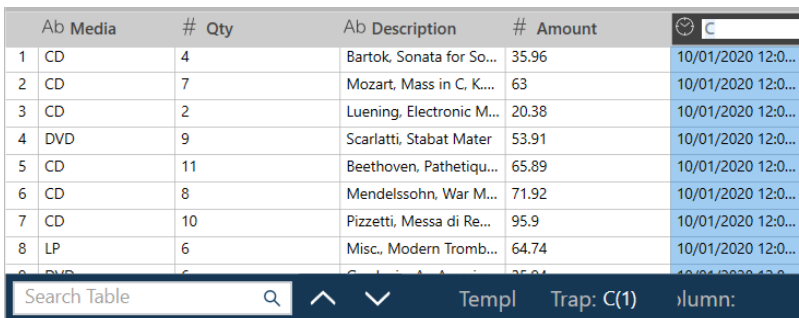 Ab Media # Qty Ab Description # Amount C
1 CD 4 Bartok, Sonata for So... 35.96 10/01/2020 12:0...
2 CD 7 Mozart, Mass in C, K.... 63 10/01/2020 12:0...
3 CD 2 Luening, Electronic M... 20.38 10/01/2020 12:0...
4 DVD 9 Scarlatti, Stabat Mater 53.91 10/01/2020 12:0...
5 CD 11 Beethoven, Pathetiqu... 65.89 10/01/2020 12:0...
6 CD 8 Mendelssohn, War M... 71.92 10/01/2020 12:0...
7 CD 10 Pizzetti, Messa di Re... 95.9 10/01/2020 12:0...
8 LP 6 Misc., Modern Tromb... 64.74 10/01/2020 12:0...
Search Table Templ Trap: C(1) olumn: